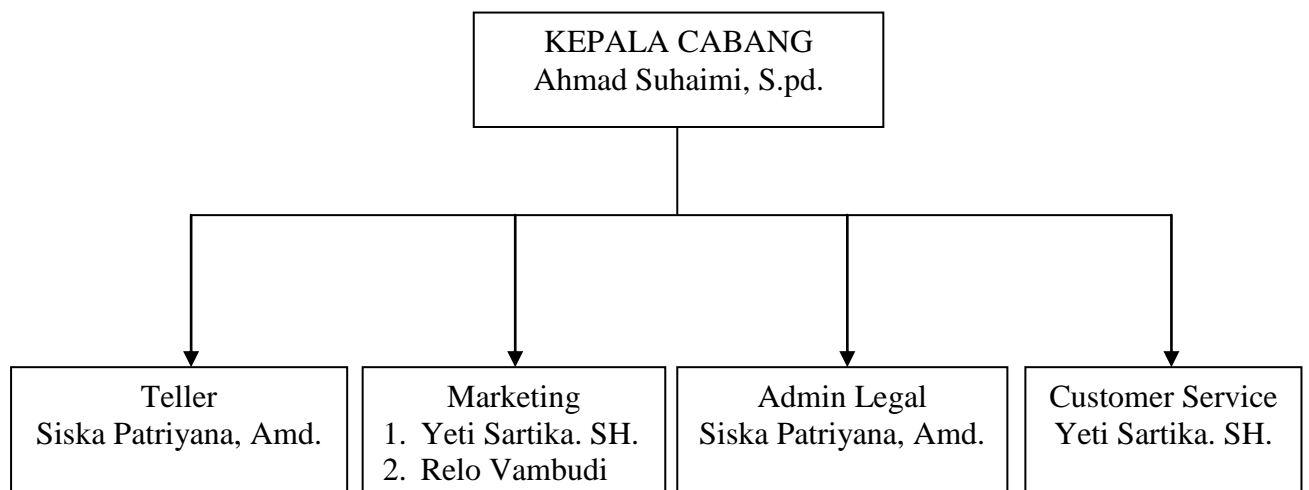 KEPALA CABANG
Ahmad Suhaimi, S.pd.
Teller
Siska Patriyana, Amd.
Marketing
1. Yeti Sartika. SH.
2. Relo Vambudi
Admin Legal
Siska Patriyana, Amd.
Customer Service
Yeti Sartika. SH.